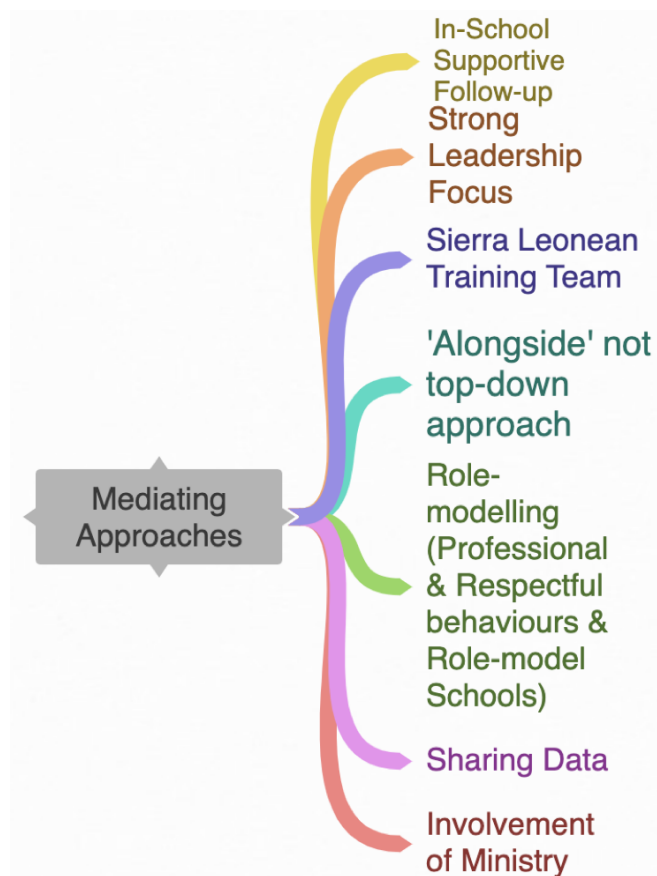 In-School
Supportive
Follow-up
Strong
Leadership
Focus
Sierra Leonean
Training Team
'Alongside' not
top-down
approach
Mediating
Approaches
Role-
modelling
(Professional
& Respectful
behaviours &
Role-model
Schools)
Sharing Data
Involvement
of Ministry